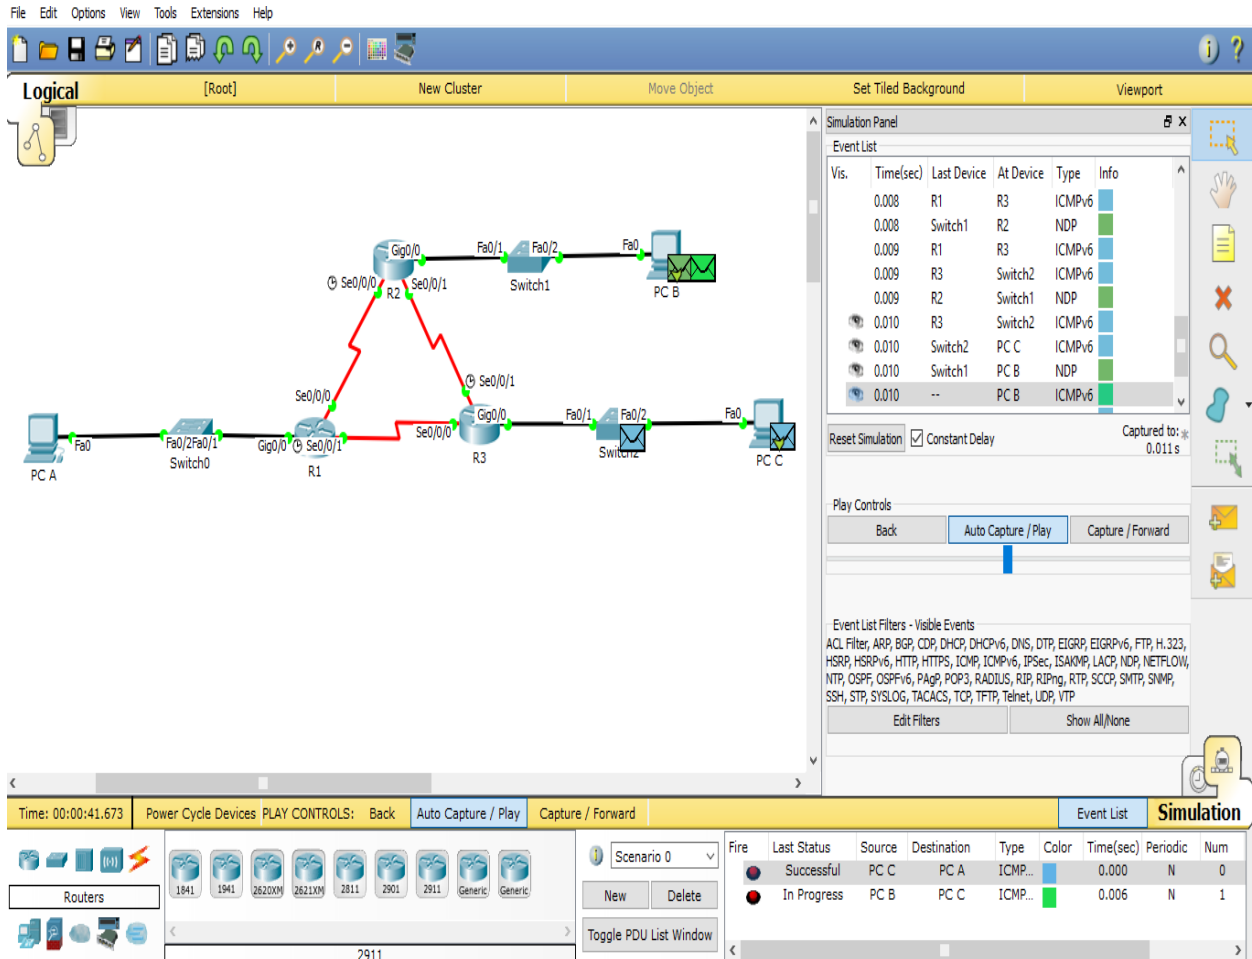 File Edit Options View Tools Extensions Help
Logical [Root] New Cluster Move Object Set Tiled Background Viewport
Simulation Panel
Event List
Vis. Time(sec) Last Device At Device Type Info
0.008 R1 R3 ICMPv6
0.008 Switch1 R2 NDP
0.009 R1 R3 ICMPv6
0.009 R3 Switch2 ICMPv6
0.009 R2 Switch1 NDP
0.010 R3 Switch2 ICMPv6
0.010 Switch2 PC C ICMPv6
0.010 Switch1 PC B NDP
0.010 -- PC B ICMPv6
Reset Simulation Constant Delay Captured to: *
0.011 s
Play Controls
Back Auto Capture / Play Capture / Forward
Event List Filters - Visible Events
ACL Filter, ARP, BGP, CDP, DHCP, DHCPv6, DNS, DTP, EIGRP, EIGRPv6, FTP, H.323,
HSRP, HSRPv6, HTTP, HTTPS, ICMP, ICMPv6, IPSec, ISAKMP, LACP, NDP, NETFLOW,
NTP, OSPF, OSPFv6, PAgP, POP3, RADIUS, RIP, RIPng, RTP, SCCP, SMTP, SNMP,
SSH, STP, SYSLOG, TACACS, TCP, TFTP, Telnet, UDP, VTP
Edit Filters Show All/None
Gig0/0 Fa0/1 Fa0/2 Fa0
Se0/0/0 R2 Se0/0/1 Switch1 PC B
Se0/0/1
Se0/0/0
Fa0 Fa0/2 Fa0/1 Gig0/0 Se0/0/1 Se0/0/0 Gig0/0 Fa0/1 Fa0/2 Fa0
PC A Switch0 R1 R3 Switch2 PC C
Time: 00:00:41.673 Power Cycle Devices PLAY CONTROLS: Back Auto Capture / Play Capture / Forward Event List Simulation
Routers
1841 1941 2620XM 2621XM 2811 2901 2911 Generic Generic
2911
Scenario 0
New Delete
Toggle PDU List Window
Fire Last Status Source Destination Type Color Time(sec) Periodic Num
Successful PC C PC A ICMP... 0.000 N 0
In Progress PC B PC C ICMP... 0.006 N 1